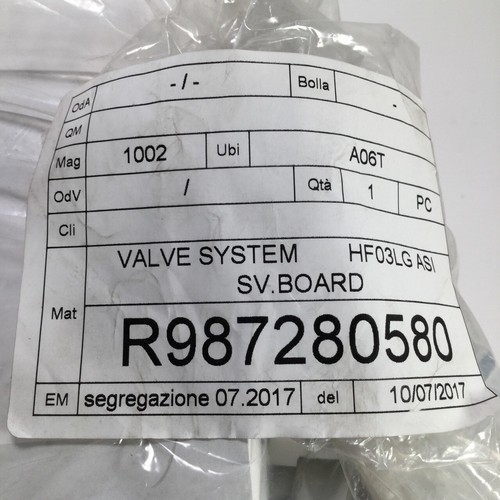 OdA - / - Bolla -
QM
Mag 1002 Ubi A06T
OdV / Qtà 1 PC
Cli
VALVE SYSTEM HF03LG ASI
SV.BOARD
Mat R987280580
EM segregazione 07.2017 del 10/07/2017